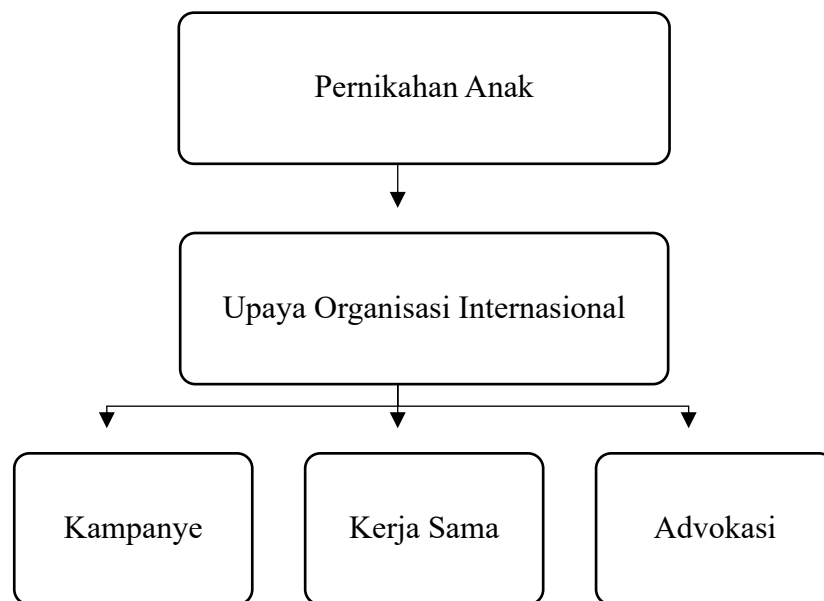 Pernikahan Anak
Upaya Organisasi Internasional
Kampanye
Kerja Sama
Advokasi